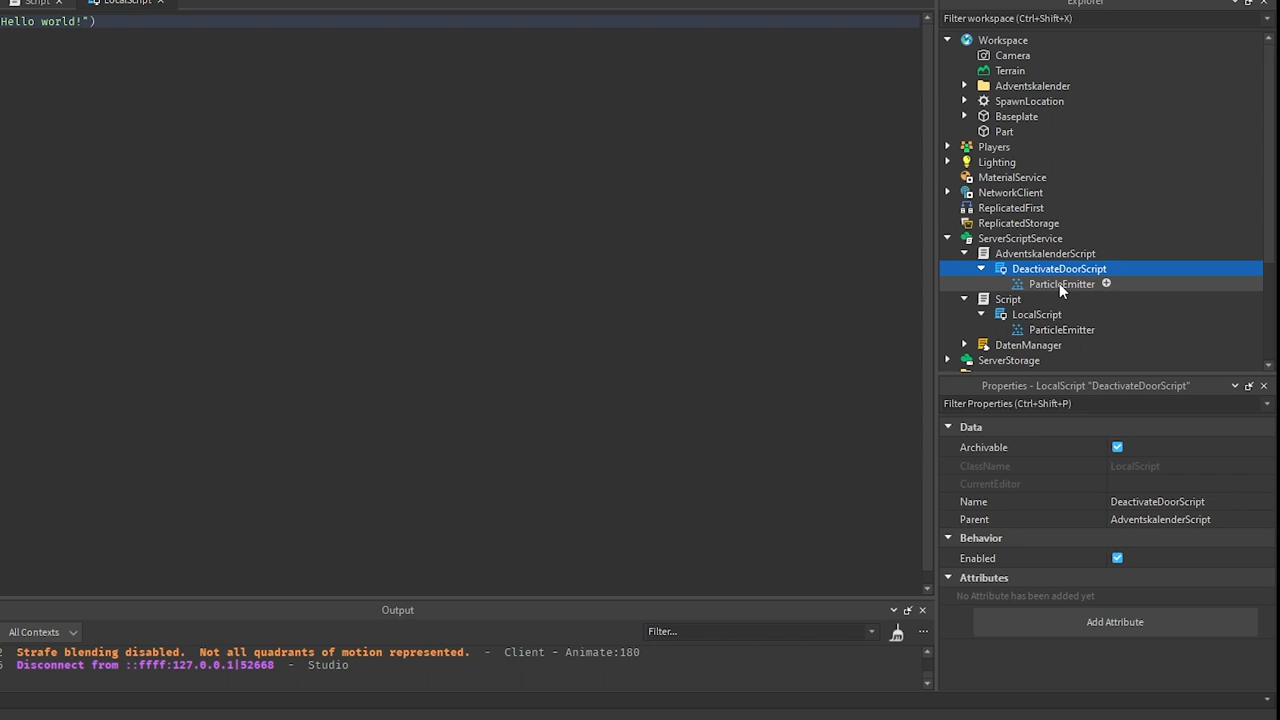 Script
LocalScript
Hello world!")
Explorer
Filter workspace (Ctrl+Shift+X)
Workspace
Camera
Terrain
Adventskalender
SpawnLocation
Baseplate
Part
Players
Lighting
MaterialService
NetworkClient
ReplicatedFirst
ReplicatedStorage
ServerScriptService
AdventskalenderScript
DeactivateDoorScript
ParticleEmitter
Script
LocalScript
ParticleEmitter
DatenManager
ServerStorage
Properties - LocalScript "DeactivateDoorScript"
Filter Properties (Ctrl+Shift+P)
Data
Archivable
ClassName LocalScript
CurrentEditor
Name DeactivateDoorScript
Parent AdventskalenderScript
Behavior
Enabled
Attributes
No Attribute has been added yet
Add Attribute
Output
All Contexts Filter... ...
2 Strafe blending disabled. Not all quadrants of motion represented. - Client - Animate:180
Disconnect from ::ffff:127.0.0.1|52668 - Studio